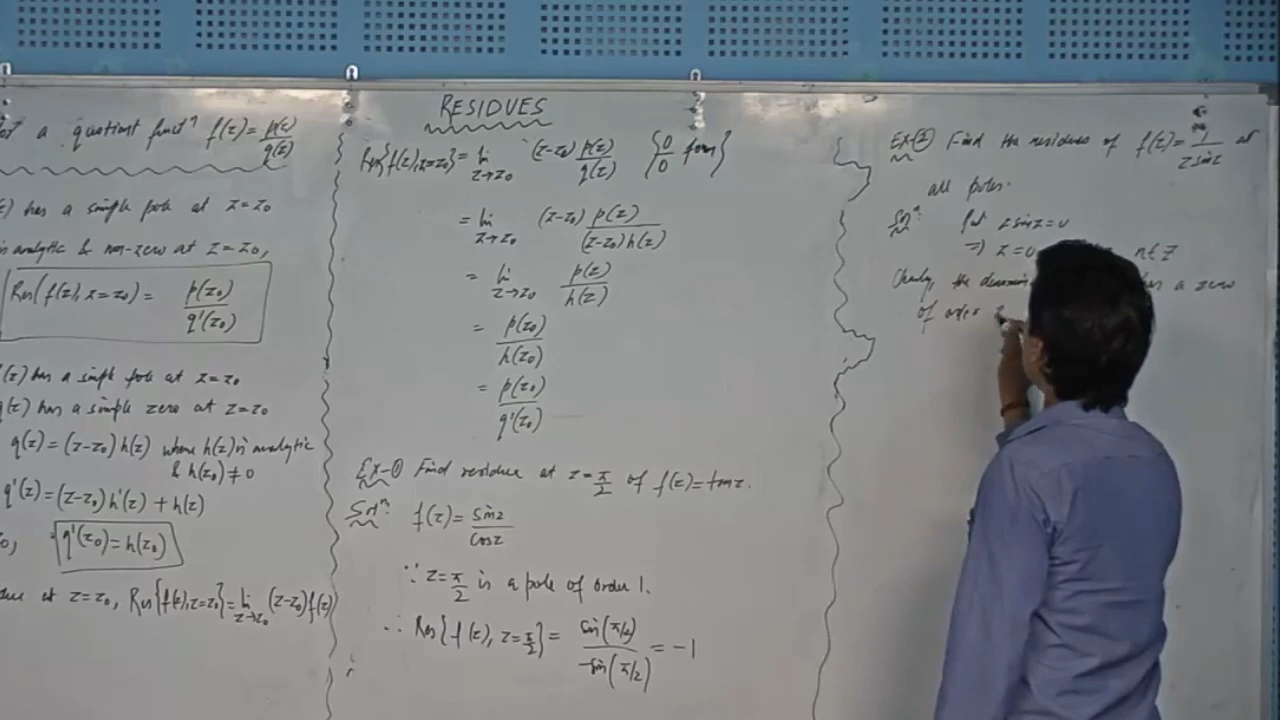 RESIDUES
a quotient functⁿ f(z) = p(z)/q(z)
has a simple pole at z=z₀
analytic & non-zero at z=z₀,
Res(f(z), z=z₀) = p(z₀)/q'(z₀)
has a simple pole at z=z₀
q(z) has a simple zero at z=z₀
q(z) = (z-z₀) h(z) where h(z) is analytic
& h(z₀) ≠ 0
q'(z) = (z-z₀) h'(z) + h(z)
q'(z₀) = h(z₀)
at z=z₀, Res{f(z), z=z₀} = lim z→z₀ (z-z₀) f(z)
Res{f(z), z=z₀} = lim z→z₀ (z-z₀) p(z)/q(z) {0/0 form}
= lim z→z₀ (z-z₀) p(z)/(z-z₀) h(z)
= lim z→z₀ p(z)/h(z)
= p(z₀)/h(z₀)
= p(z₀)/q'(z₀)
Ex-① Find residue at z = π/2 of f(z) = tan z.
Solⁿ: f(z) = sin z/cos z
∵ z = π/2 is a pole of order 1.
∴ Res{f(z), z = π/2} = sin(π/2)/-sin(π/2) = -1
Ex-② Find the residues of f(z) = 1/z sin z at
all poles.
Solⁿ: Put z sin z = 0
⇒ z = 0, n ∈ Z
Clearly, the has a zero
of order 2